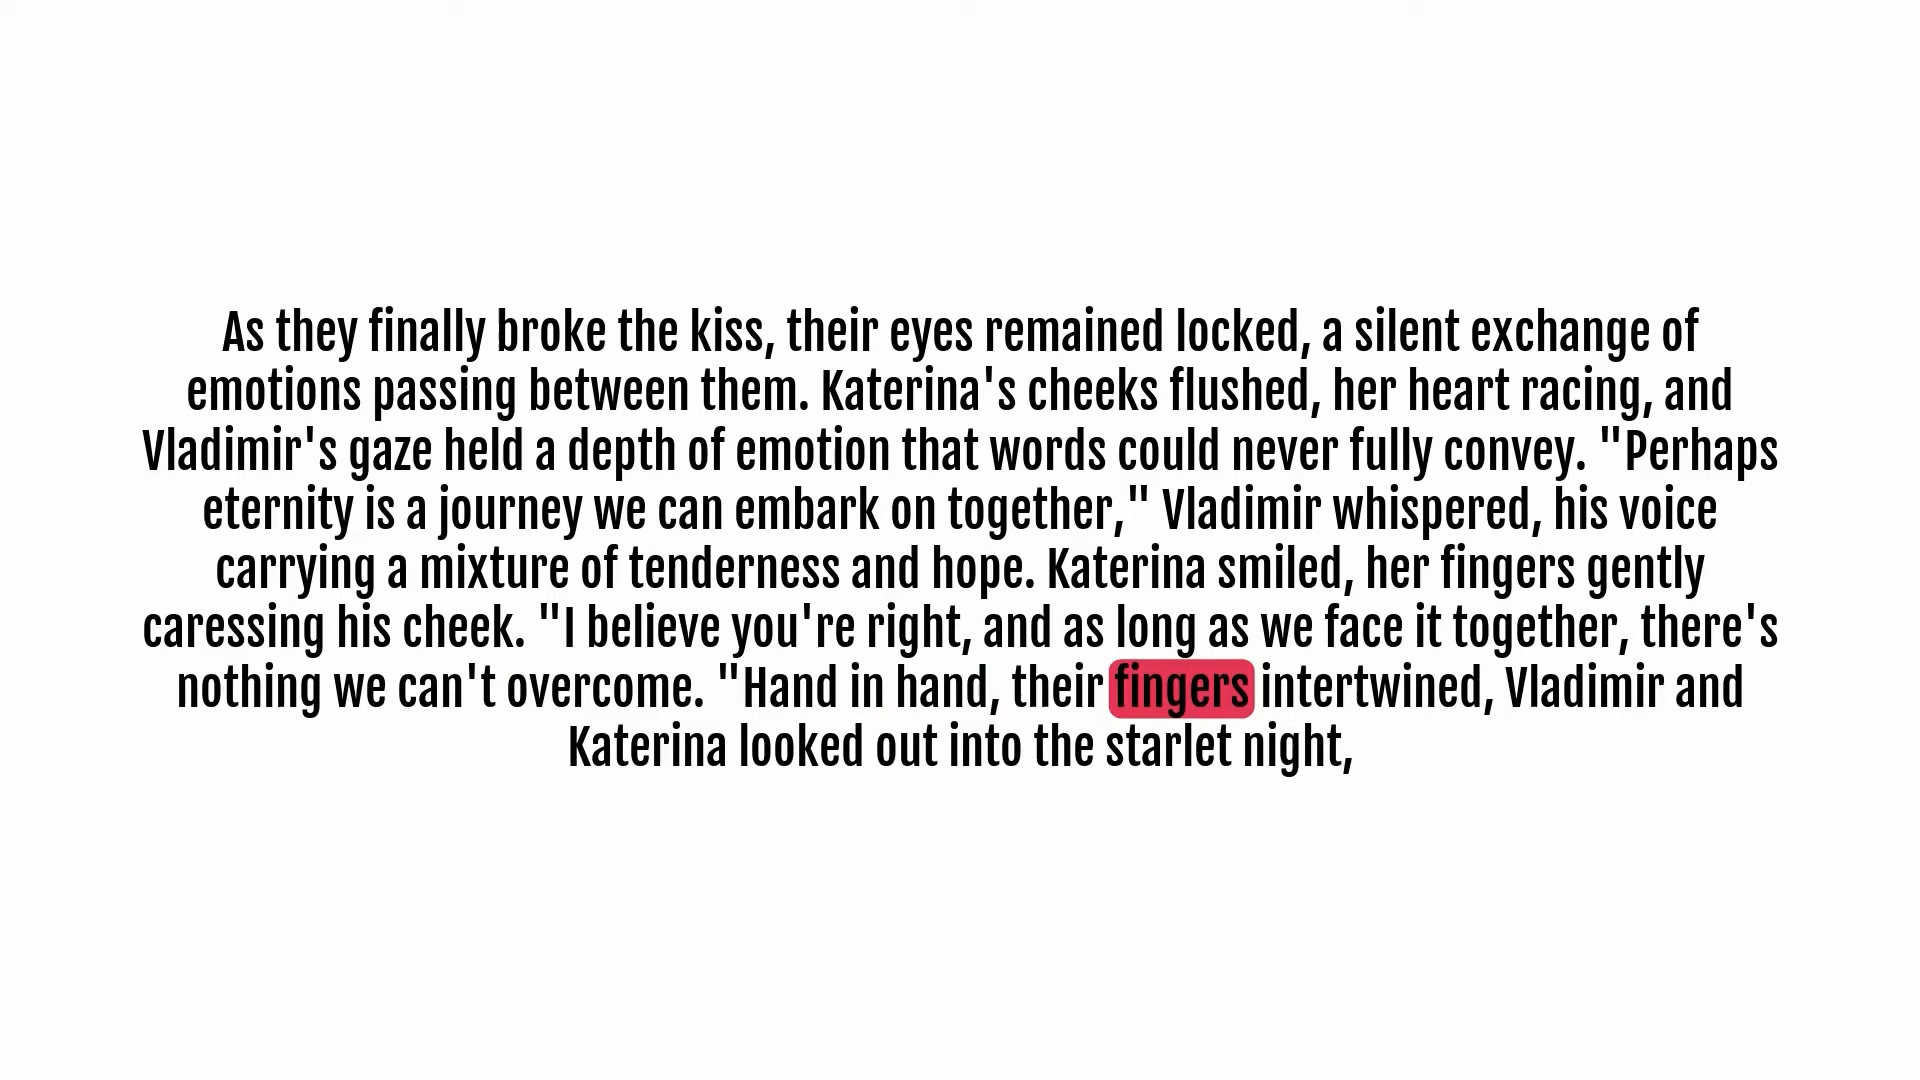 As they finally broke the kiss, their eyes remained locked, a silent exchange of
emotions passing between them. Katerina's cheeks flushed, her heart racing, and
Vladimir's gaze held a depth of emotion that words could never fully convey. "Perhaps
eternity is a journey we can embark on together," Vladimir whispered, his voice
carrying a mixture of tenderness and hope. Katerina smiled, her fingers gently
caressing his cheek. "I believe you're right, and as long as we face it together, there's
nothing we can't overcome. "Hand in hand, their fingers intertwined, Vladimir and
Katerina looked out into the starlet night,